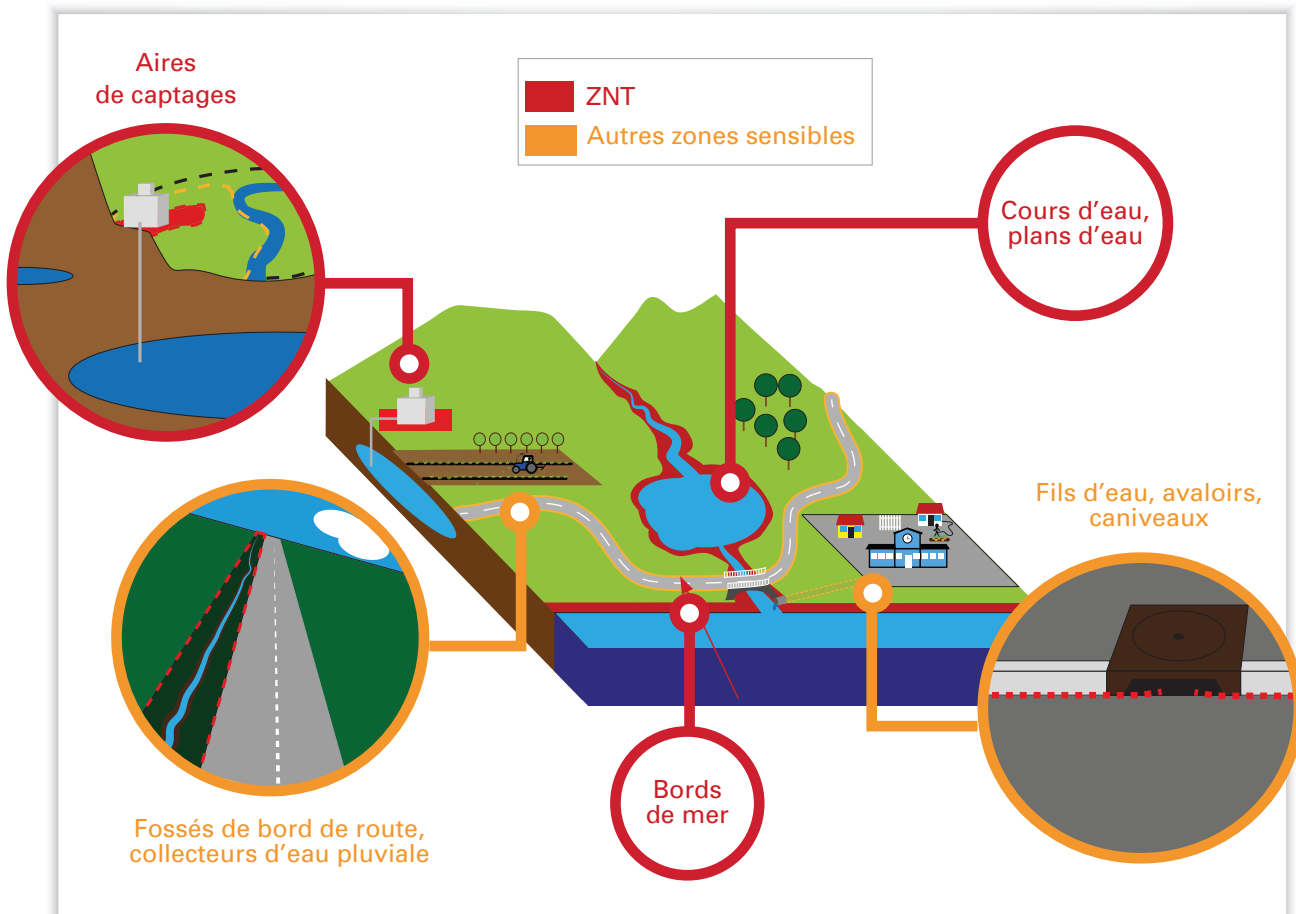 Aires
de captages
ZNT
Autres zones sensibles
Cours d'eau,
plans d'eau
Fils d'eau, avaloirs,
caniveaux
Bords
de mer
Fossés de bord de route,
collecteurs d'eau pluviale